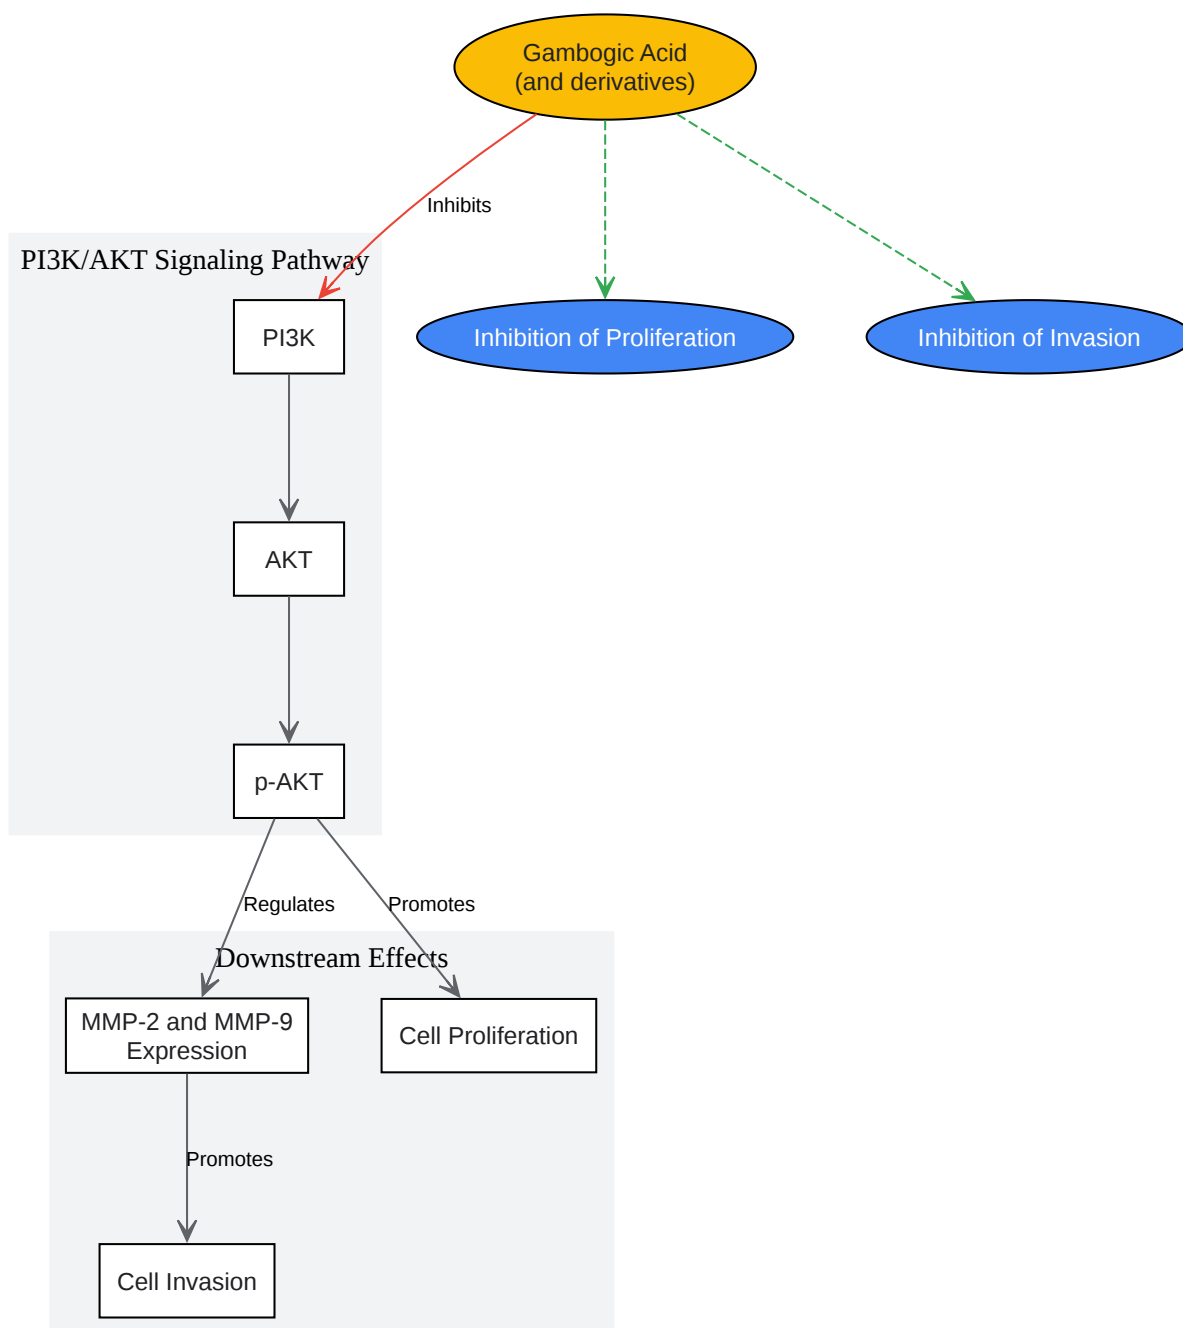 Gambogic Acid
(and derivatives)
Inhibits
PI3K/AKT Signaling Pathway
PI3K
Inhibition of Proliferation
Inhibition of Invasion
AKT
p-AKT
Regulates
Promotes
Downstream Effects
MMP-2 and MMP-9
Expression
Cell Proliferation
Promotes
Cell Invasion